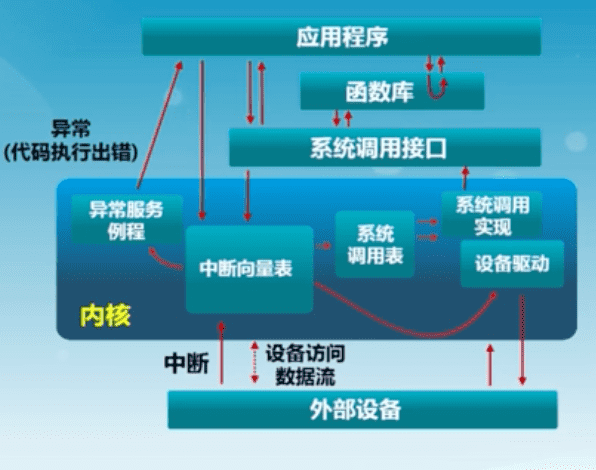 应用程序
函数库
异常
(代码执行出错)
系统调用接口
异常服务
例程
中断向量表
系统
调用表
系统调用
实现
设备驱动
内核
中断
设备访问
数据流
外部设备